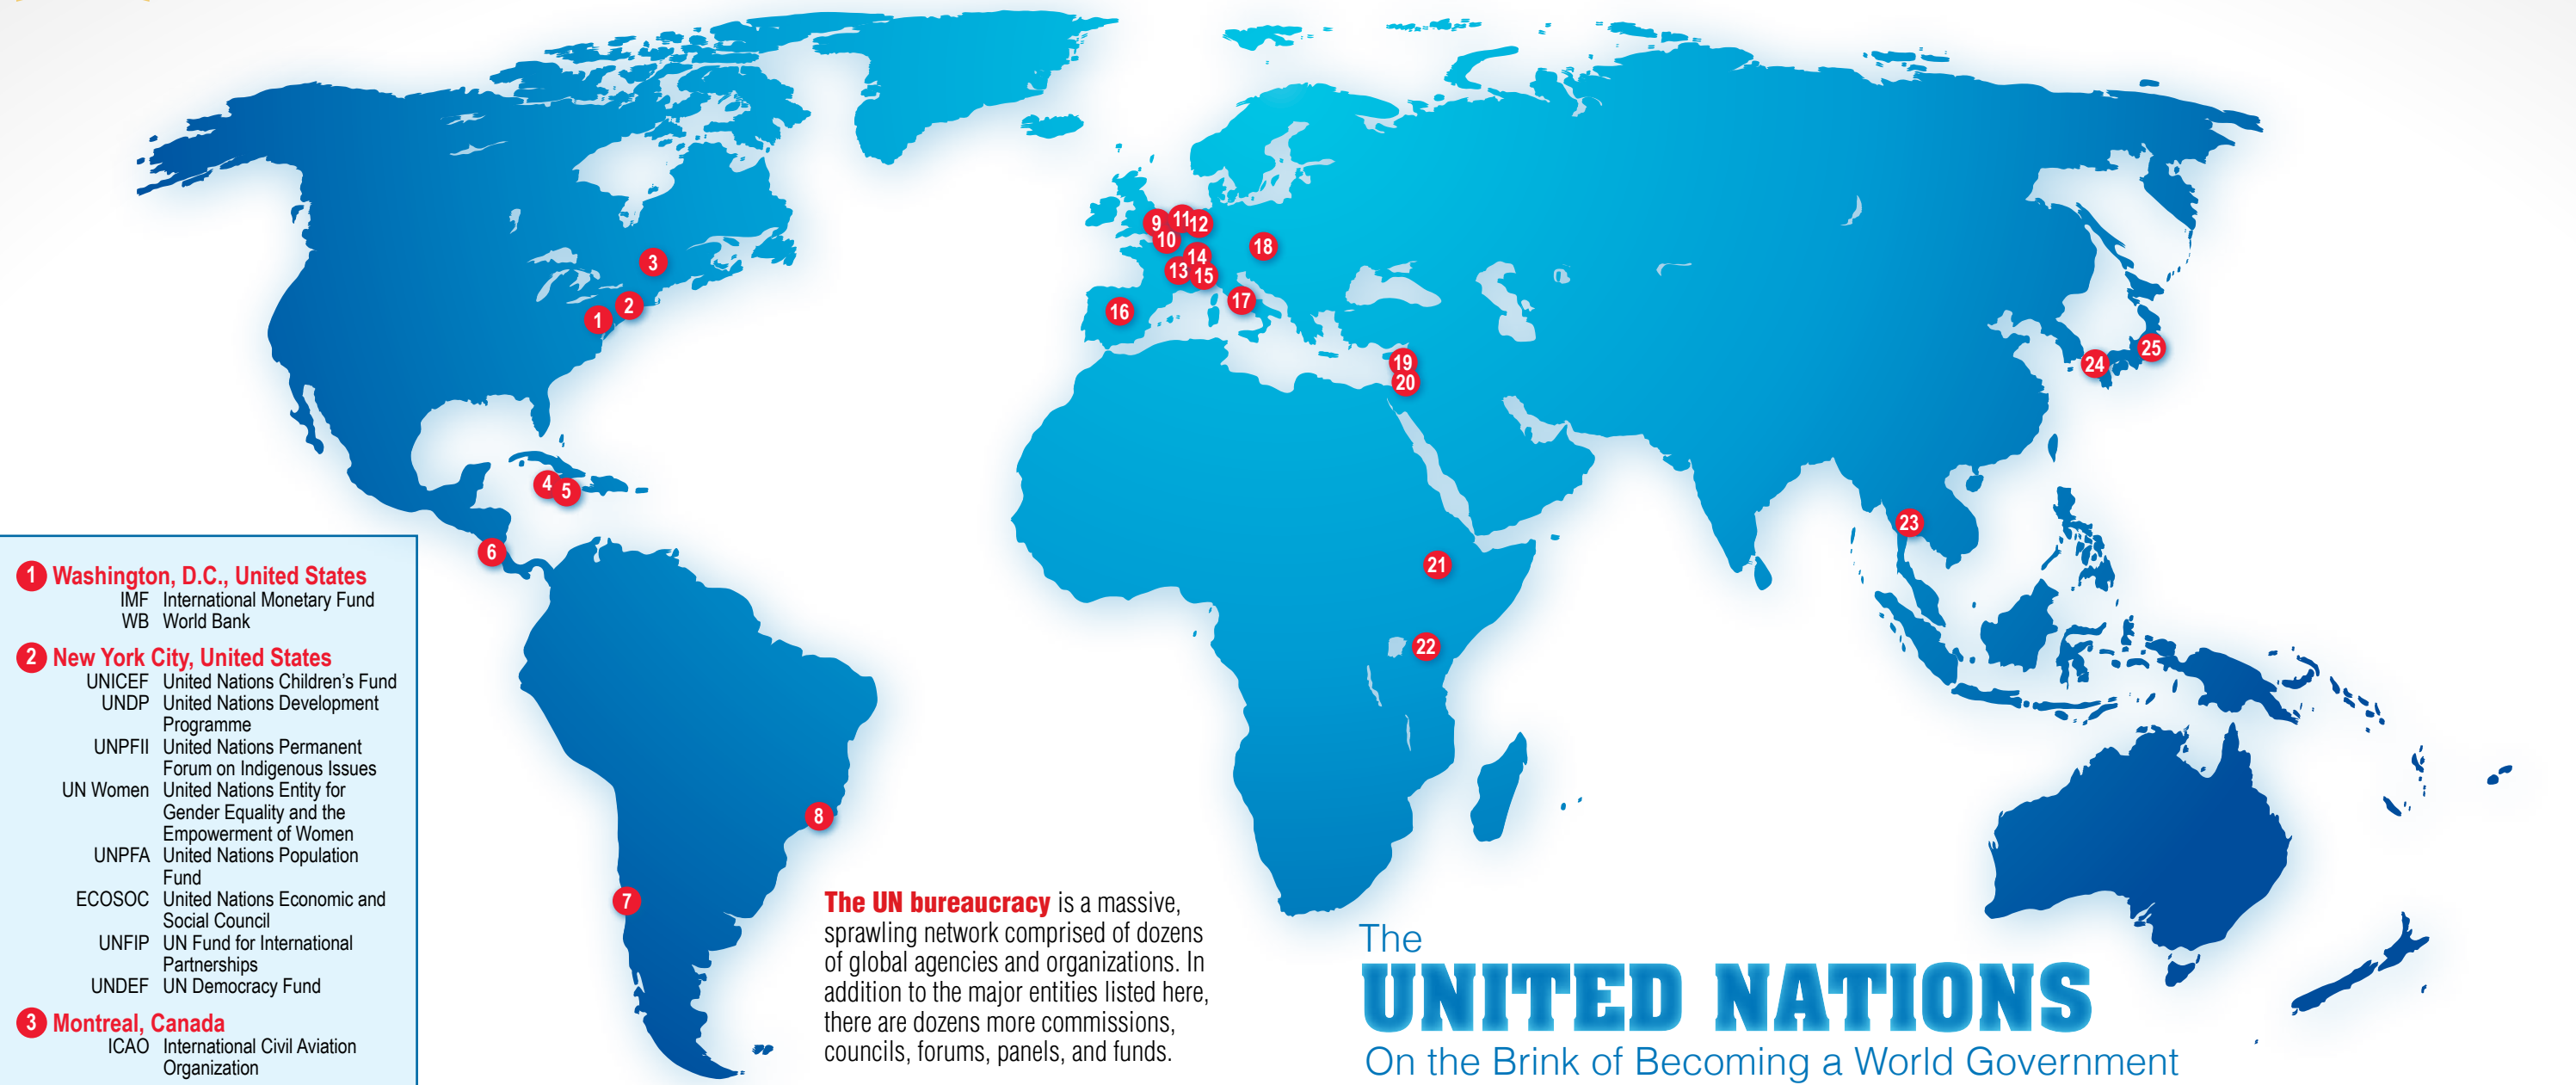 1 Washington, D.C., United States
IMF International Monetary Fund
WB World Bank
2 New York City, United States
UNICEF United Nations Children's Fund
UNDP United Nations Development
Programme
UNPFII United Nations Permanent
Forum on Indigenous Issues
UN Women United Nations Entity for
Gender Equality and the
Empowerment of Women
UNPFA United Nations Population
Fund
ECOSOC United Nations Economic and
Social Council
UNFIP UN Fund for International
Partnerships
UNDEF UN Democracy Fund
3 Montreal, Canada
ICAO International Civil Aviation
Organization
1
2
3
4
5
6
7
8
9
10
11
12
13
14
15
16
17
18
19
20
21
22
23
24
25
The UN bureaucracy is a massive,
sprawling network comprised of dozens
of global agencies and organizations. In
addition to the major entities listed here,
there are dozens more commissions,
councils, forums, panels, and funds.
The
UNITED NATIONS
On the Brink of Becoming a World Government